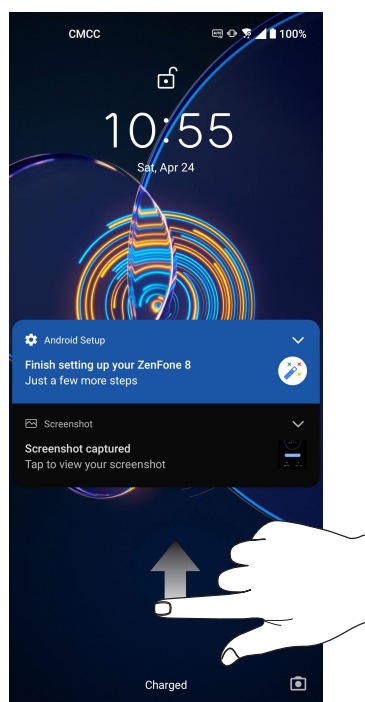 CMCC
100%
10:55
Sat, Apr 24
Android Setup
Finish setting up your ZenFone 8
Just a few more steps
Screenshot
Screenshot captured
Tap to view your screenshot
Charged